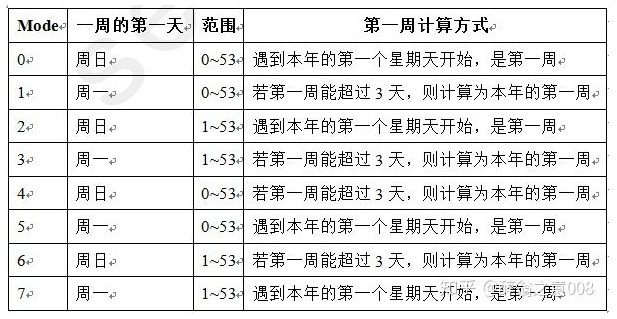 Mode 一周的第一天 范围 第一周计算方式
0 周日 0~53 遇到本年的第一个星期天开始，是第一周
1 周一 0~53 若第一周能超过 3 天，则计算为本年的第一周
2 周日 1~53 遇到本年的第一个星期天开始，是第一周
3 周一 1~53 若第一周能超过 3 天，则计算为本年的第一周
4 周日 0~53 若第一周能超过 3 天，则计算为本年的第一周
5 周一 0~53 遇到本年的第一个星期天开始，是第一周
6 周日 1~53 若第一周能超过 3 天，则计算为本年的第一周
7 周一 1~53 遇到本年的第一个星期天开始，是第一周
知乎 008